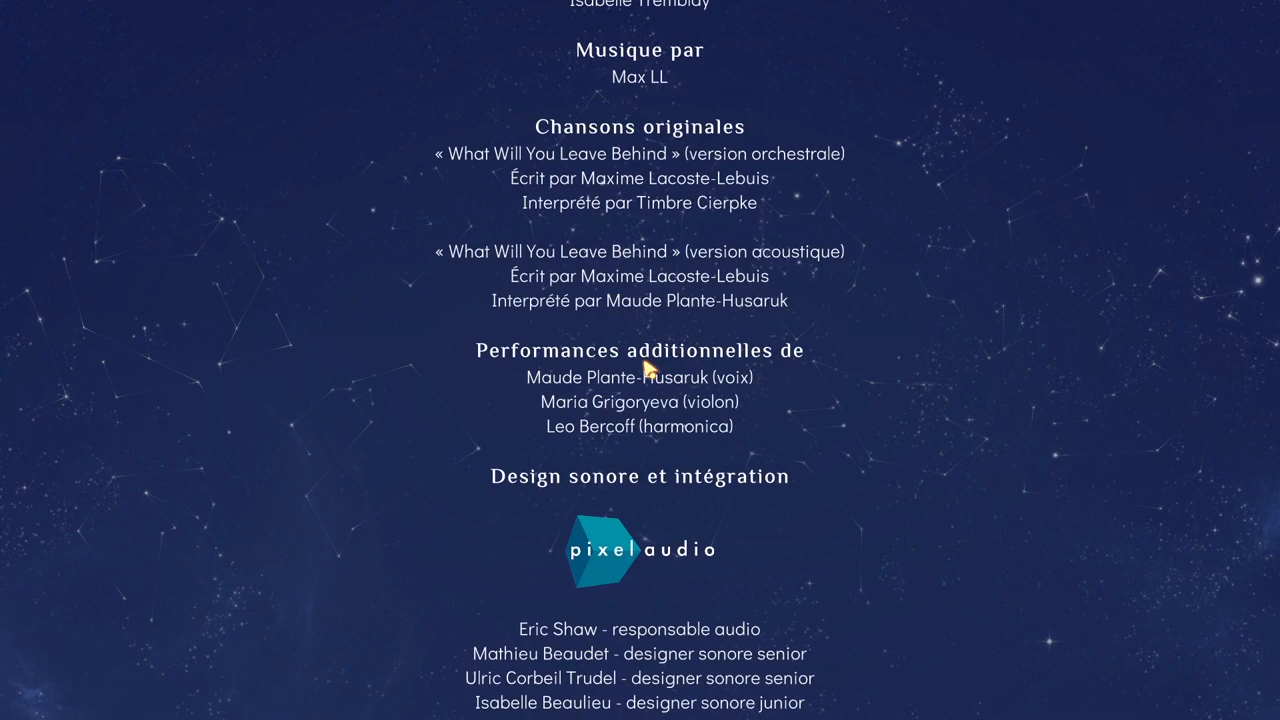 Isabelle Tremblay
Musique par
Max LL
Chansons originales
« What Will You Leave Behind » (version orchestrale)
Écrit par Maxime Lacoste-Lebuis
Interprété par Timbre Cierpke
« What Will You Leave Behind » (version acoustique)
Écrit par Maxime Lacoste-Lebuis
Interprété par Maude Plante-Husaruk
Performances additionnelles de
Maude Plante-Husaruk (voix)
Maria Grigoryeva (violon)
Leo Bercoff (harmonica)
Design sonore et intégration
pixelaudio
Eric Shaw - responsable audio
Mathieu Beaudet - designer sonore senior
Ulric Corbeil Trudel - designer sonore senior
Isabelle Beaulieu - designer sonore junior